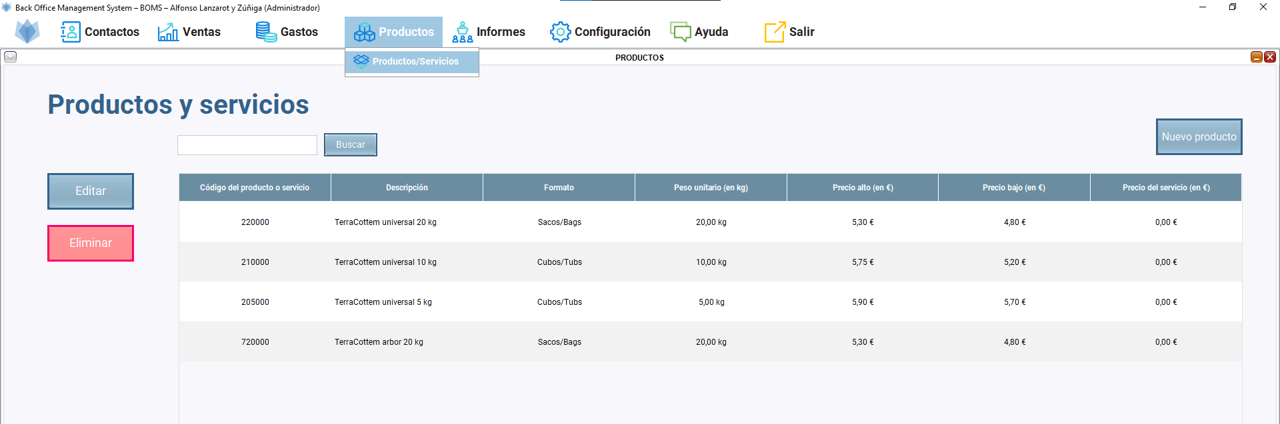 Back Office Management System – BOMS – Alfonso Lanzarot y Zúñiga (Administrador)
Contactos Ventas Gastos Productos Informes Configuración Ayuda Salir
Productos/Servicios
PRODUCTOS
Productos y servicios
Buscar
Nuevo producto
Editar
Eliminar
Código del producto o servicio Descripción Formato Peso unitario (en kg) Precio alto (en €) Precio bajo (en €) Precio del servicio (en €)
220000 TerraCottem universal 20 kg Sacos/Bags 20,00 kg 5,30 € 4,80 € 0,00 €
210000 TerraCottem universal 10 kg Cubos/Tubs 10,00 kg 5,75 € 5,20 € 0,00 €
205000 TerraCottem universal 5 kg Cubos/Tubs 5,00 kg 5,90 € 5,70 € 0,00 €
720000 TerraCottem arbor 20 kg Sacos/Bags 20,00 kg 5,30 € 4,80 € 0,00 €